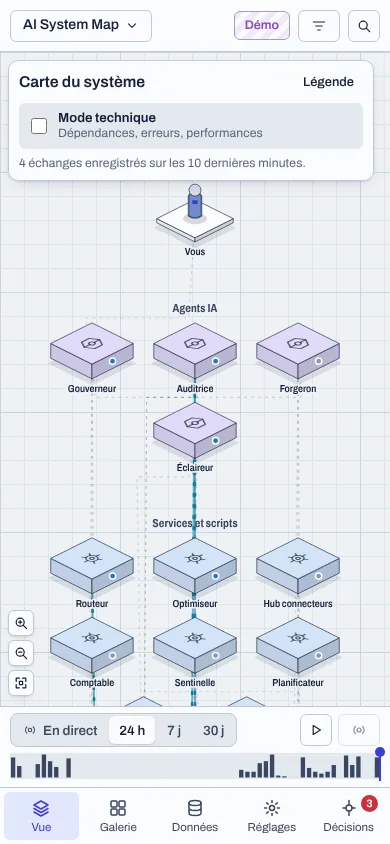 AI System Map
Démo
Carte du système
Légende
Mode technique
Dépendances, erreurs, performances
4 échanges enregistrés sur les 10 dernières minutes.
Vous
Agents IA
Gouverneur
Auditrice
Forgeron
Éclaireur
Services et scripts
Routeur
Optimiseur
Hub connecteurs
Comptable
Sentinelle
Planificateur
En direct
24 h
7 j
30 j
3
Vue
Galerie
Données
Réglages
Décisions